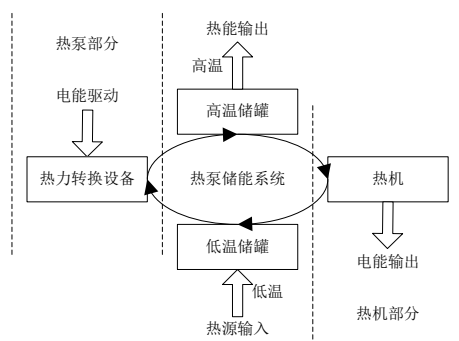 热泵部分
热能输出
高温
电能驱动
高温储罐
热力转换设备
热泵储能系统
热机
低温储罐
电能输出
低温
热源输入
热机部分